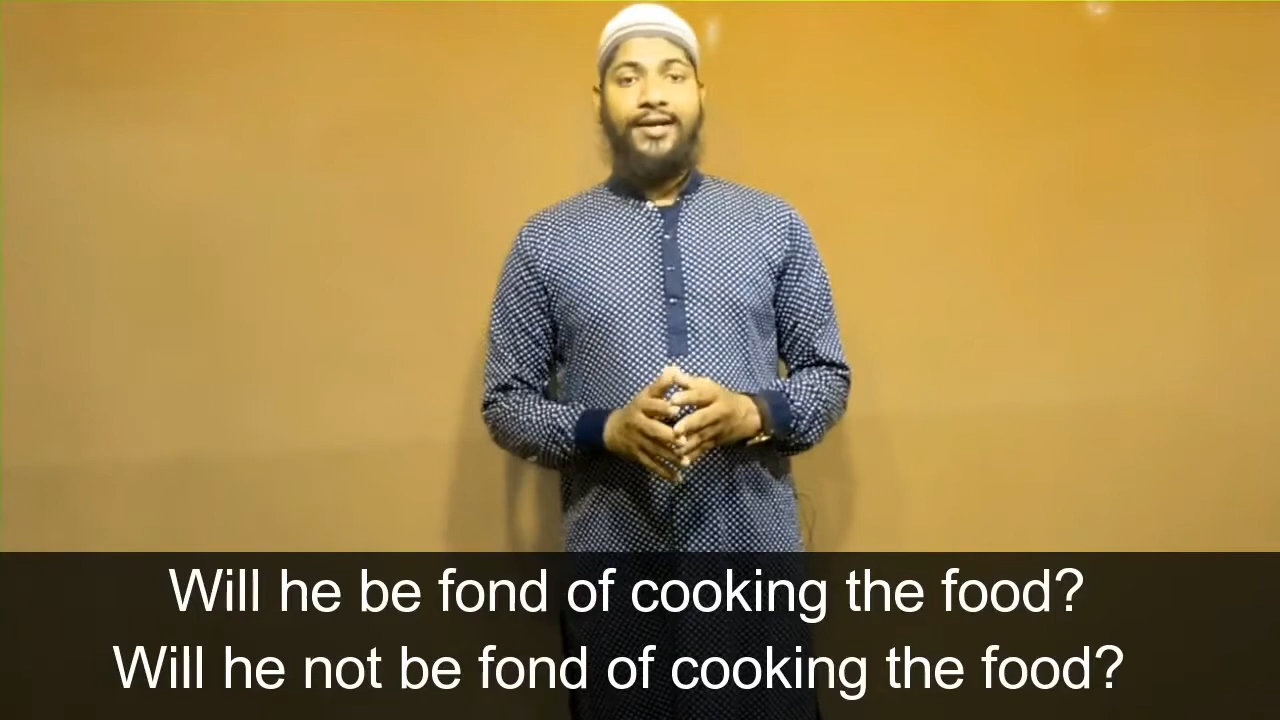 Will he be fond of cooking the food?
Will he not be fond of cooking the food?